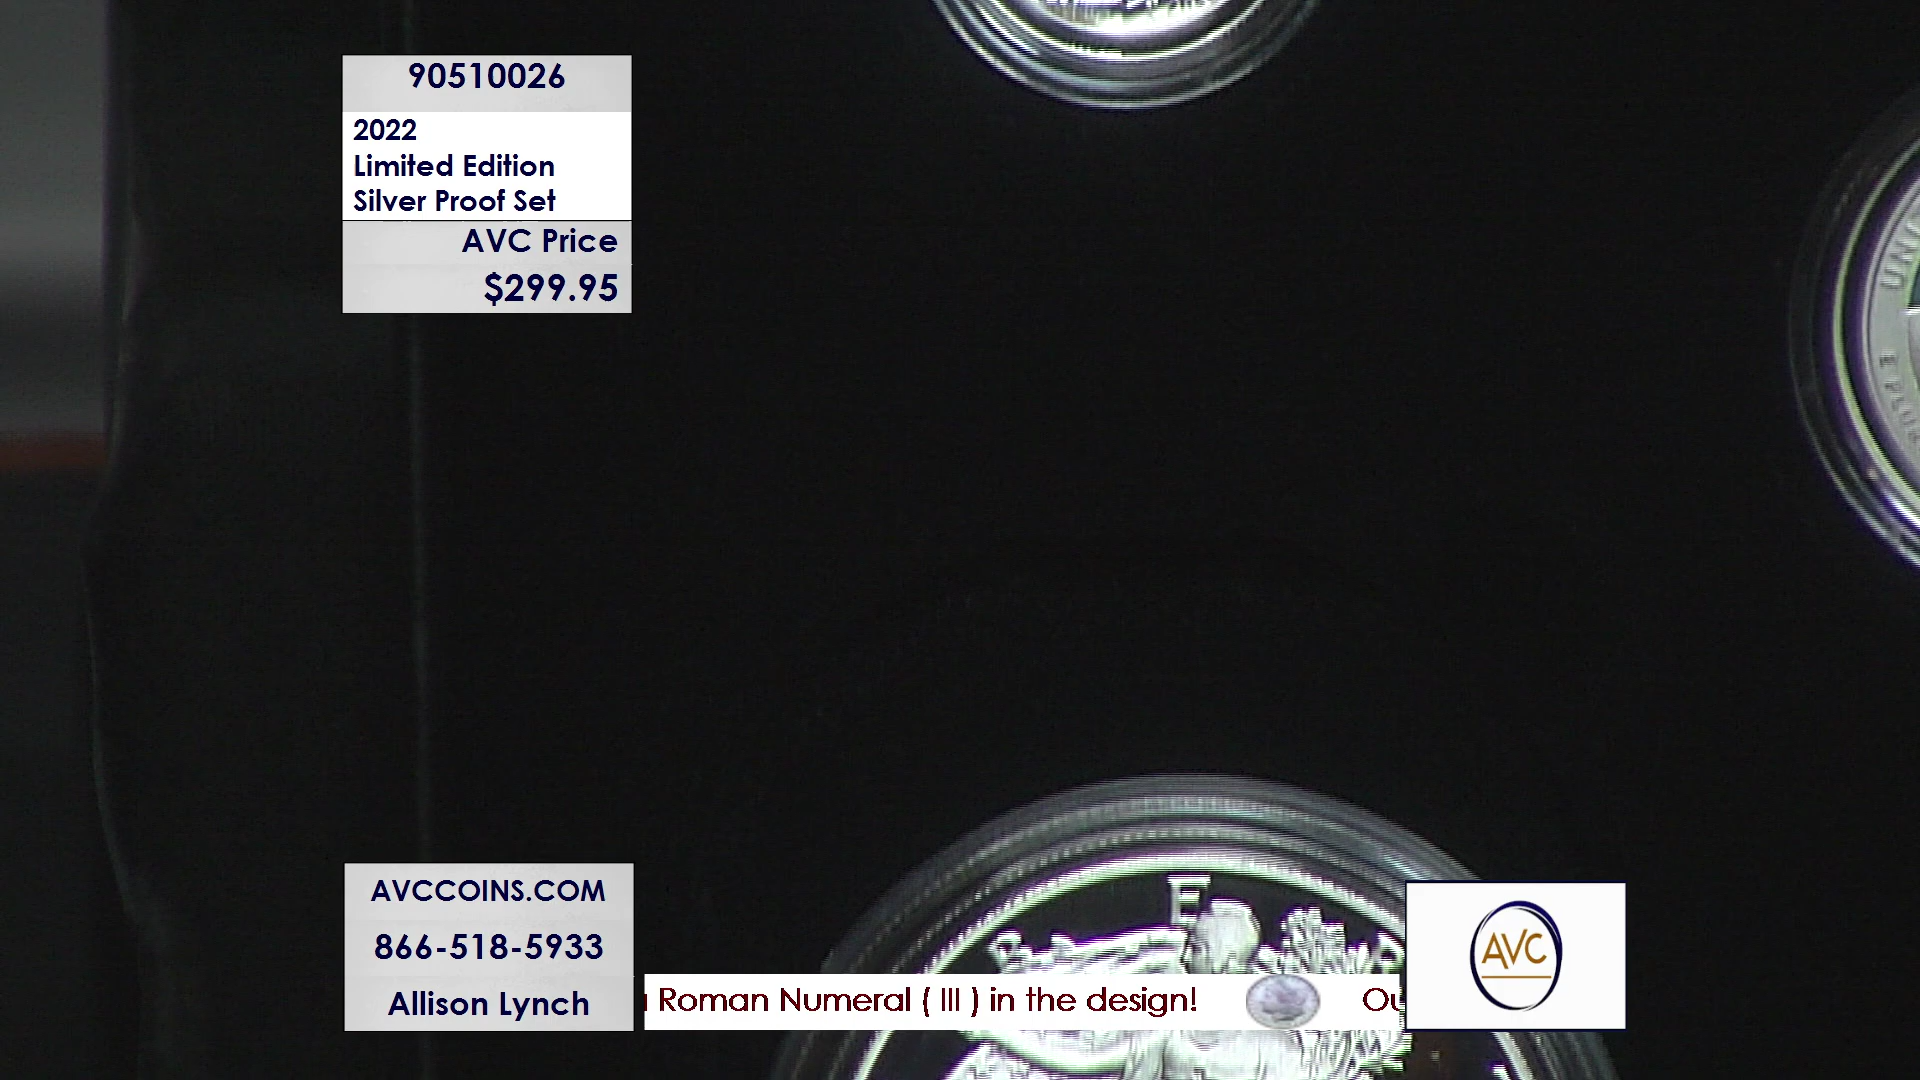 90510026
2022
Limited Edition
Silver Proof Set
AVC Price
$299.95
AVCCOINS.COM
866-518-5933
Allison Lynch
Roman Numeral ( III ) in the design!
Ou
AVC
E